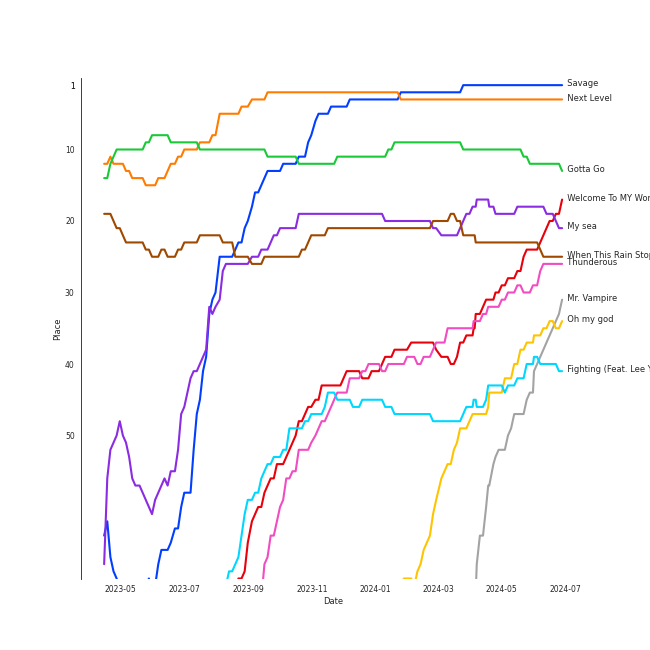 1
10
20
30
40
50
Place
Savage
Next Level
Gotta Go
Welcome To MY Wor
My sea
When This Rain Stop
Thunderous
Mr. Vampire
Oh my god
Fighting (Feat. Lee Y
2023-05
2023-07
2023-09
2023-11
2024-01
2024-03
2024-05
2024-07
Date